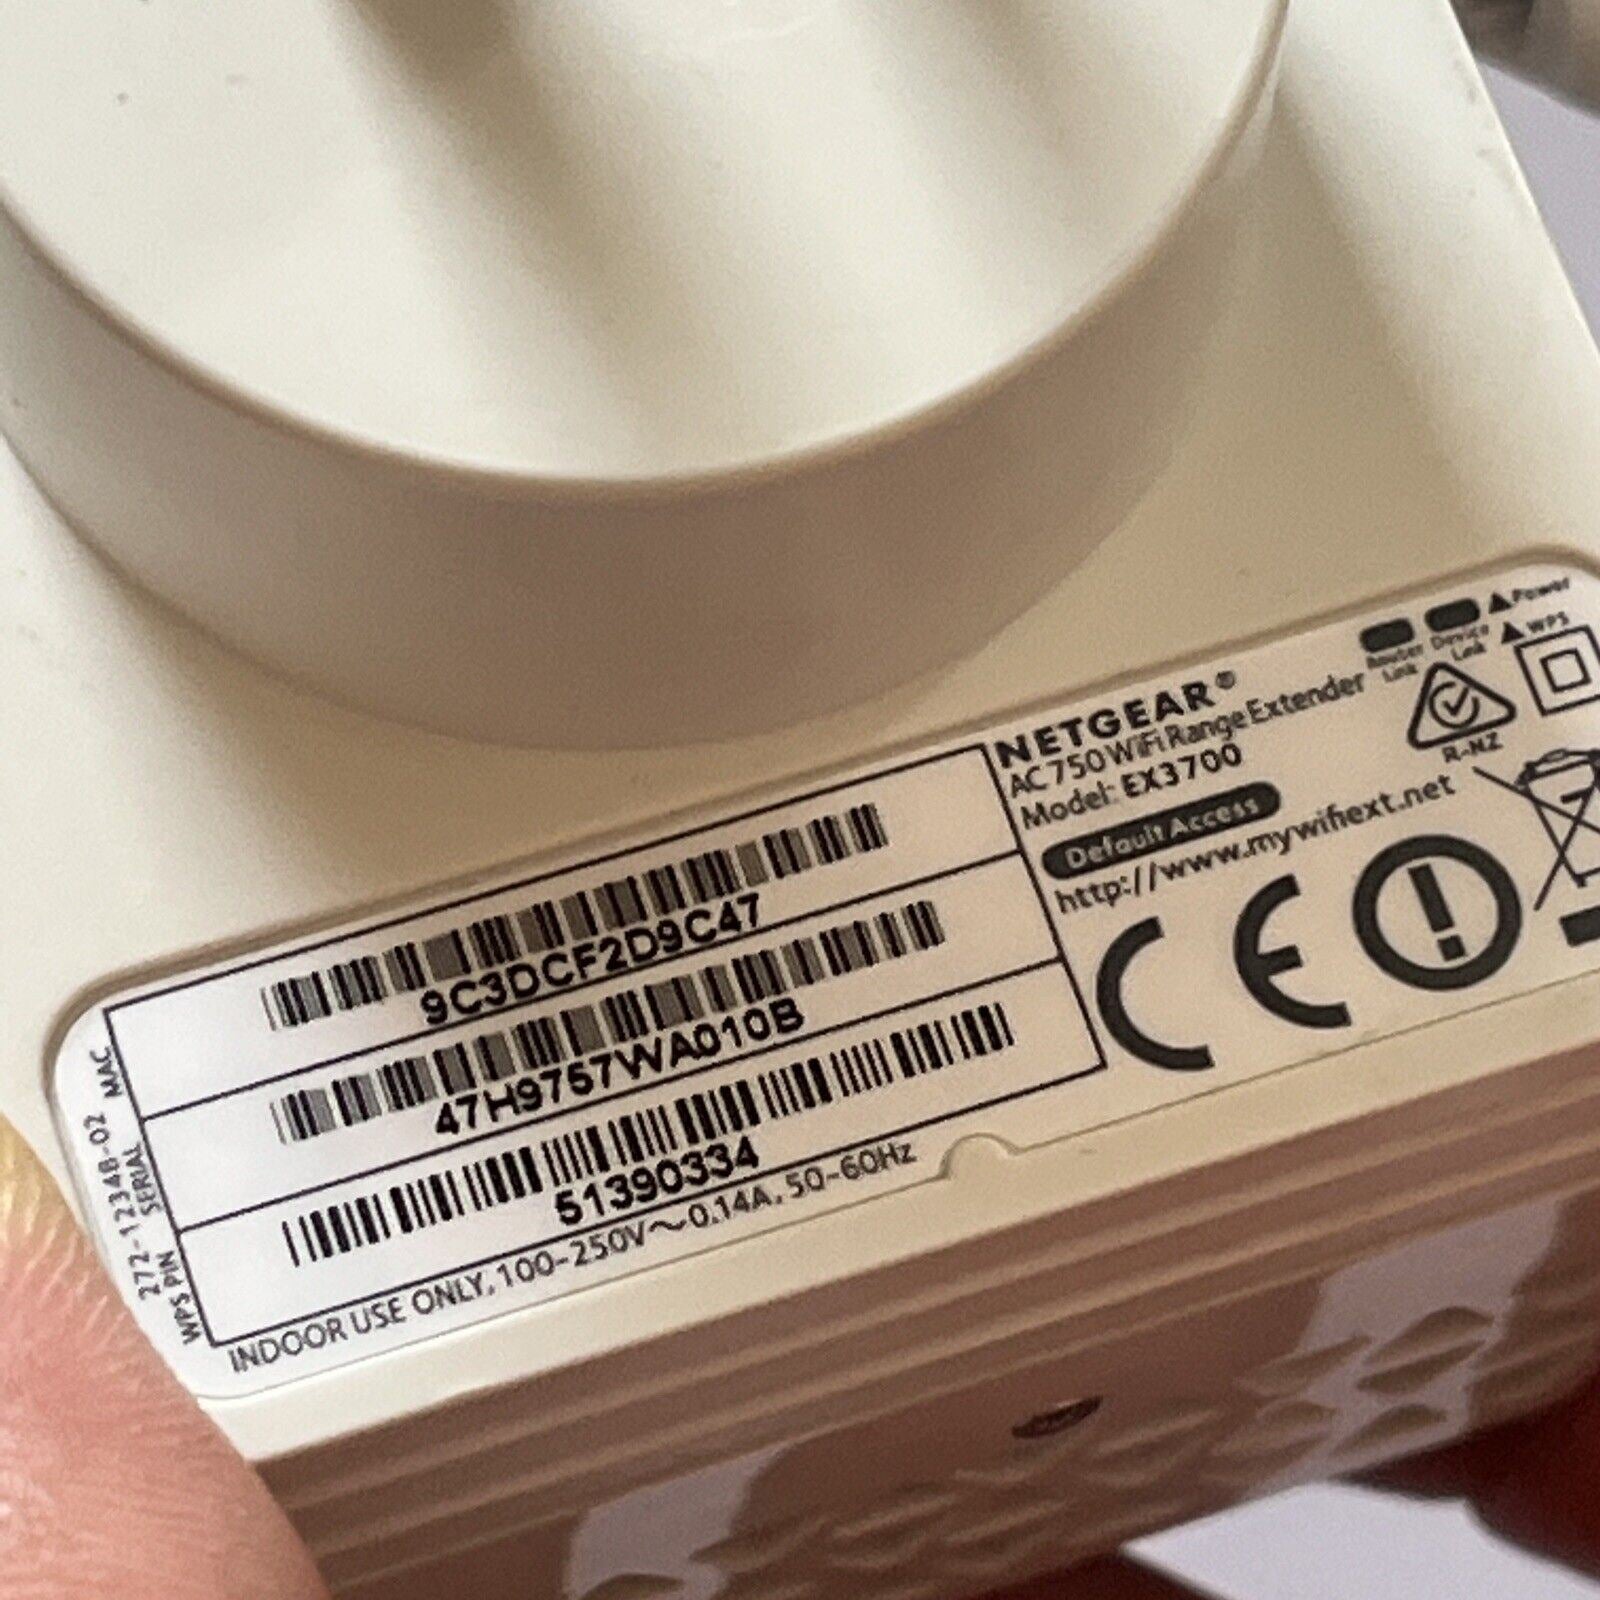 NETGEAR®
AC750 WiFi Range Extender
Model: EX3700
Default Access
http://www.mywifiext.net
Router Link
Device Link
Power
WPS
R-NZ
MAC
9C3DCF2D9C47
SERIAL
47H9757WA010B
WPS PIN
51390334
272-12348-02
INDOOR USE ONLY, 100-250V~0.14A, 50-60Hz
CE